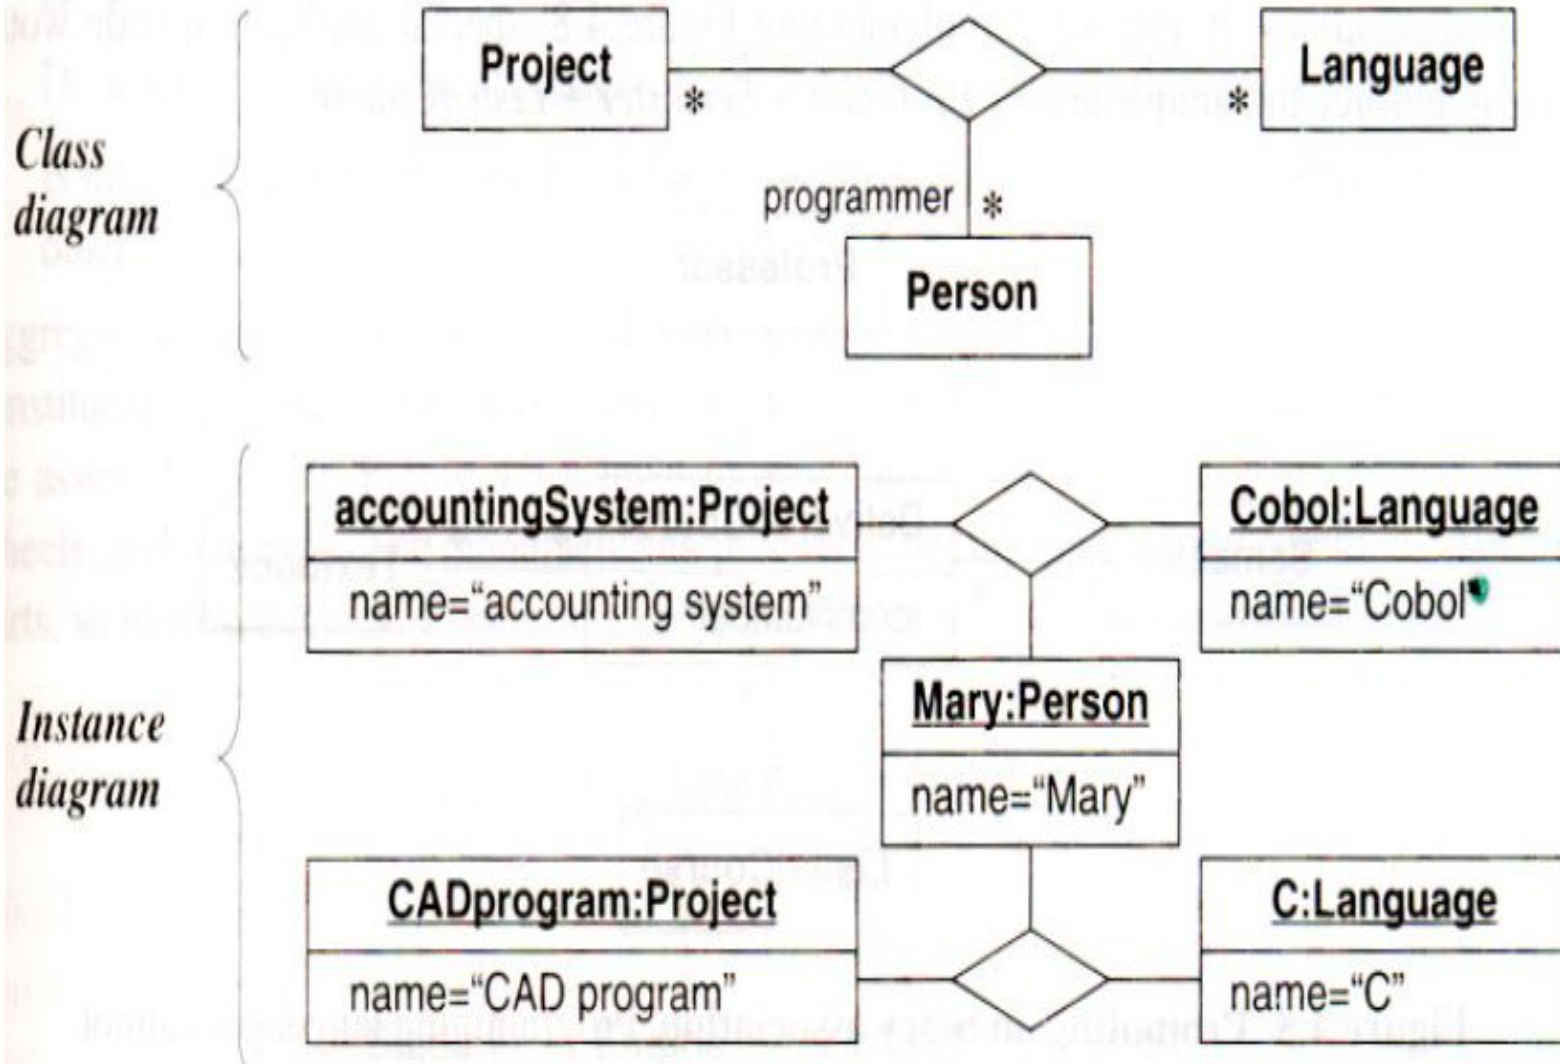 Project
Language
*
*
Class
diagram
programmer
*
Person
accountingSystem:Project
Cobol:Language
name=“accounting system”
name=“Cobol”
Mary:Person
Instance
diagram
name=“Mary”
CADprogram:Project
C:Language
name=“CAD program”
name=“C”